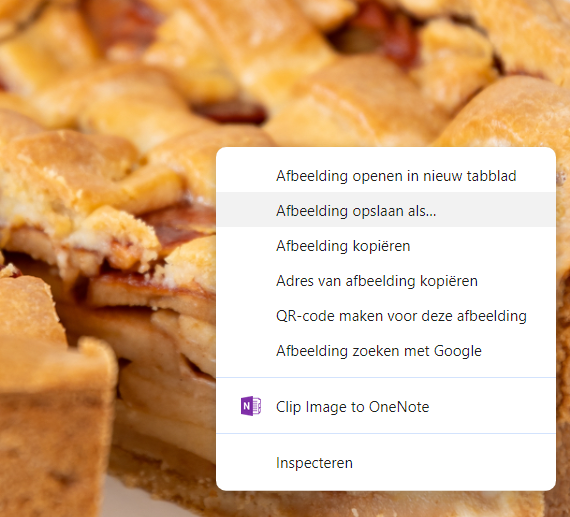 Afbeelding openen in nieuw tabblad
Afbeelding opslaan als...
Afbeelding kopiëren
Adres van afbeelding kopiëren
QR-code maken voor deze afbeelding
Afbeelding zoeken met Google
Clip Image to OneNote
Inspecteren